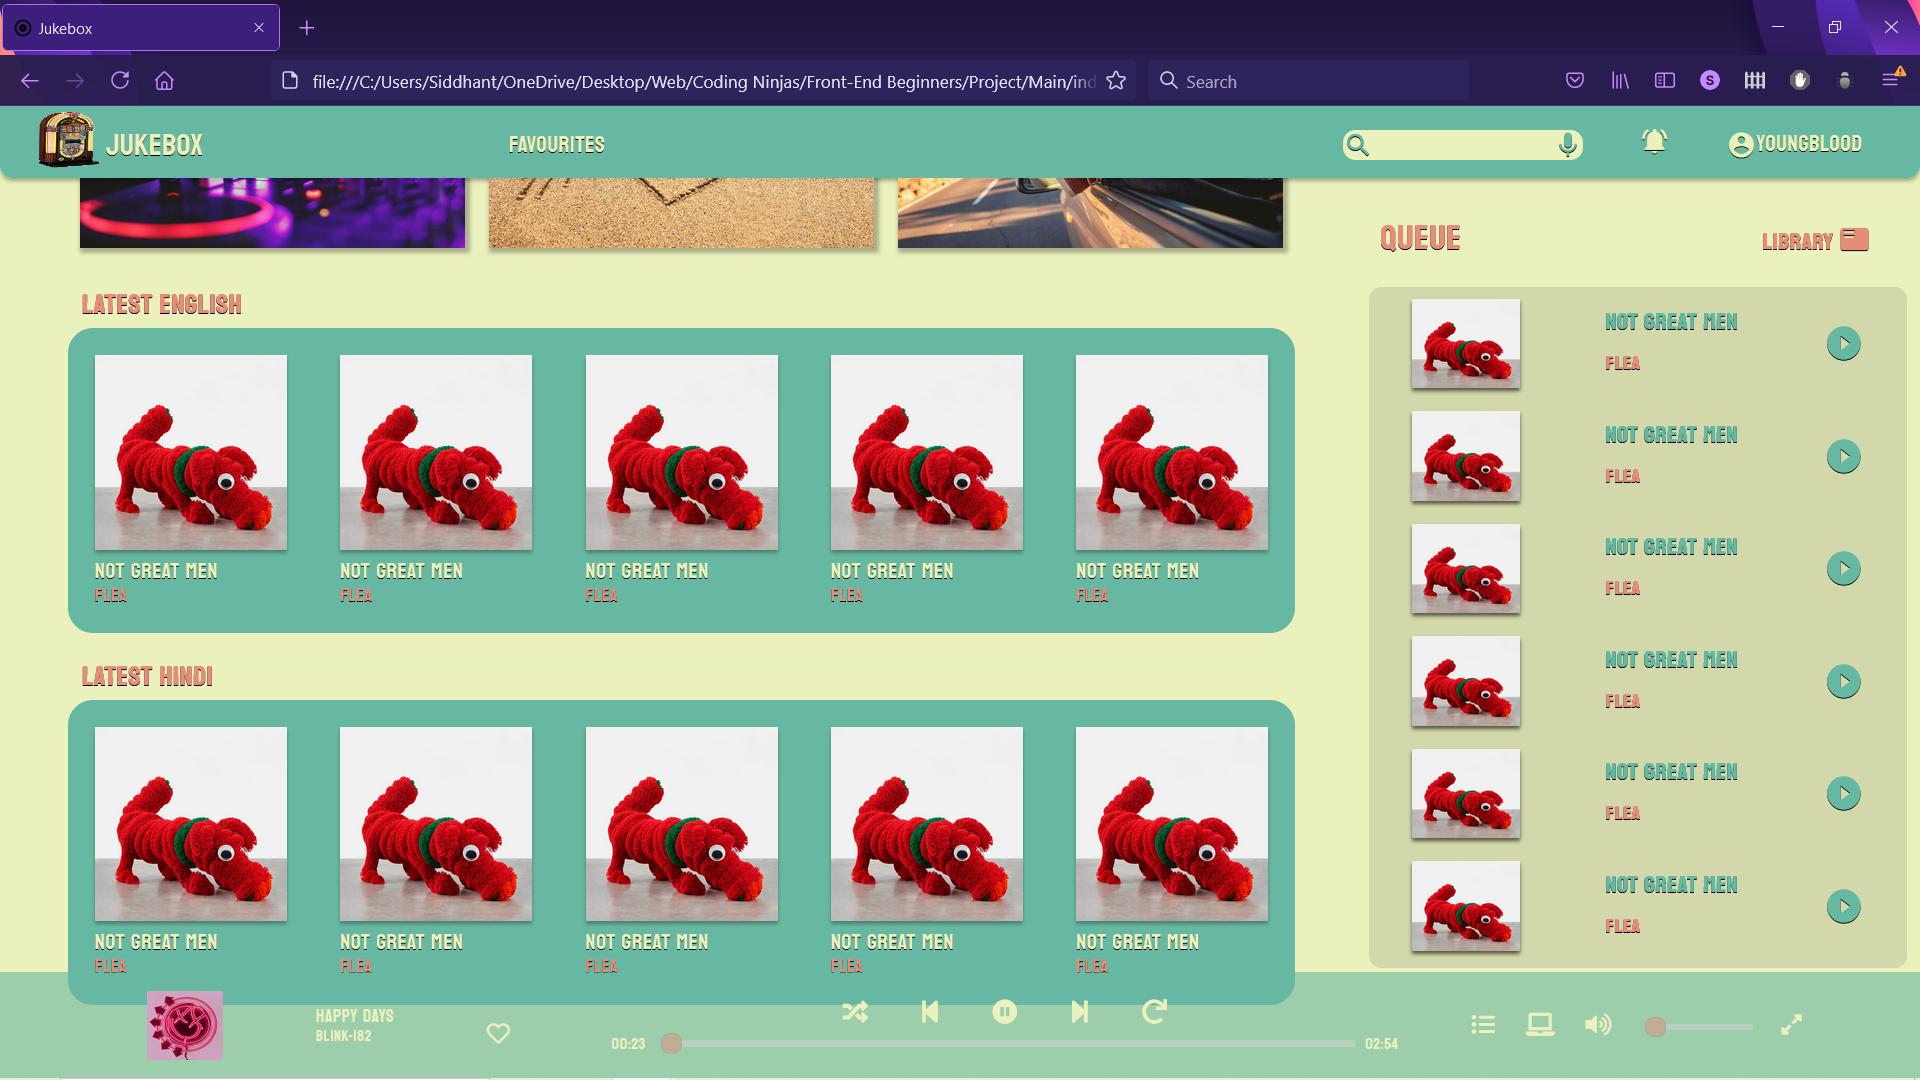 Jukebox
file:///C:/Users/Siddhant/OneDrive/Desktop/Web/Coding Ninjas/Front-End Beginners/Project/Main/ind
Search
S
JUKEBOX
FAVOURITES
YOUNGBLOOD
QUEUE
LIBRARY
LATEST ENGLISH
NOT GREAT MEN
FLEA
NOT GREAT MEN
FLEA
NOT GREAT MEN
FLEA
NOT GREAT MEN
FLEA
NOT GREAT MEN
FLEA
LATEST HINDI
NOT GREAT MEN
FLEA
NOT GREAT MEN
FLEA
NOT GREAT MEN
FLEA
NOT GREAT MEN
FLEA
NOT GREAT MEN
FLEA
NOT GREAT MEN
FLEA
NOT GREAT MEN
FLEA
NOT GREAT MEN
FLEA
NOT GREAT MEN
FLEA
NOT GREAT MEN
FLEA
NOT GREAT MEN
FLEA
HAPPY DAYS
BLINK-182
00:23
02:54